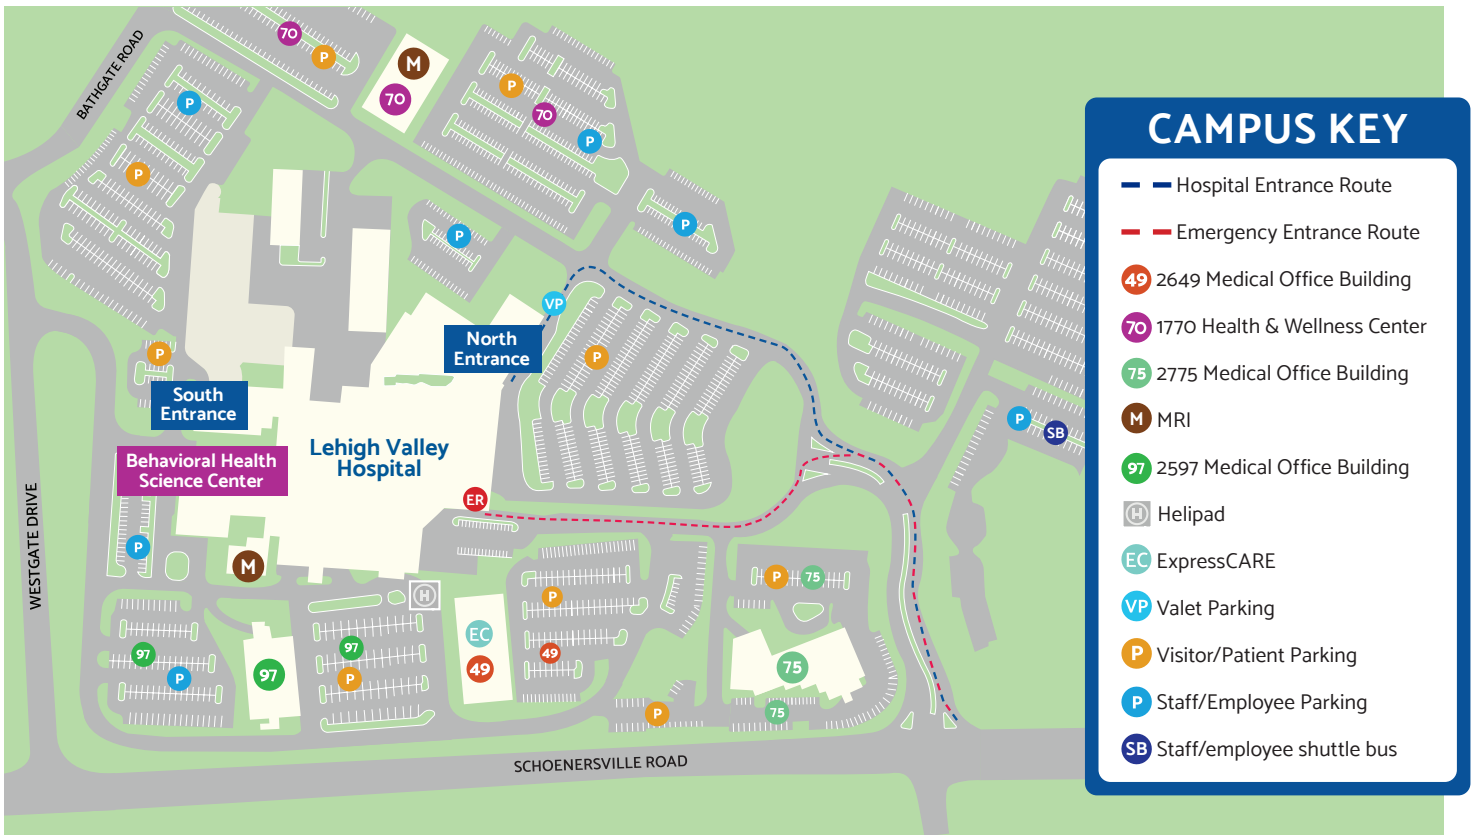 BATHGATE ROAD
70
P
M
70
P
70
P
P
P
P
P
VP
North
Entrance
P
P
South
Entrance
Behavioral Health
Science Center
Lehigh Valley
Hospital
ER
WESTGATE DRIVE
P
M
H
P
P
75
EC
49
49
97
P
97
97
P
75
P
75
P
SB
SCHOENERSVILLE ROAD
CAMPUS KEY
Hospital Entrance Route
Emergency Entrance Route
49 2649 Medical Office Building
70 1770 Health & Wellness Center
75 2775 Medical Office Building
M MRI
97 2597 Medical Office Building
H Helipad
EC ExpressCARE
VP Valet Parking
P Visitor/Patient Parking
P Staff/Employee Parking
SB Staff/employee shuttle bus